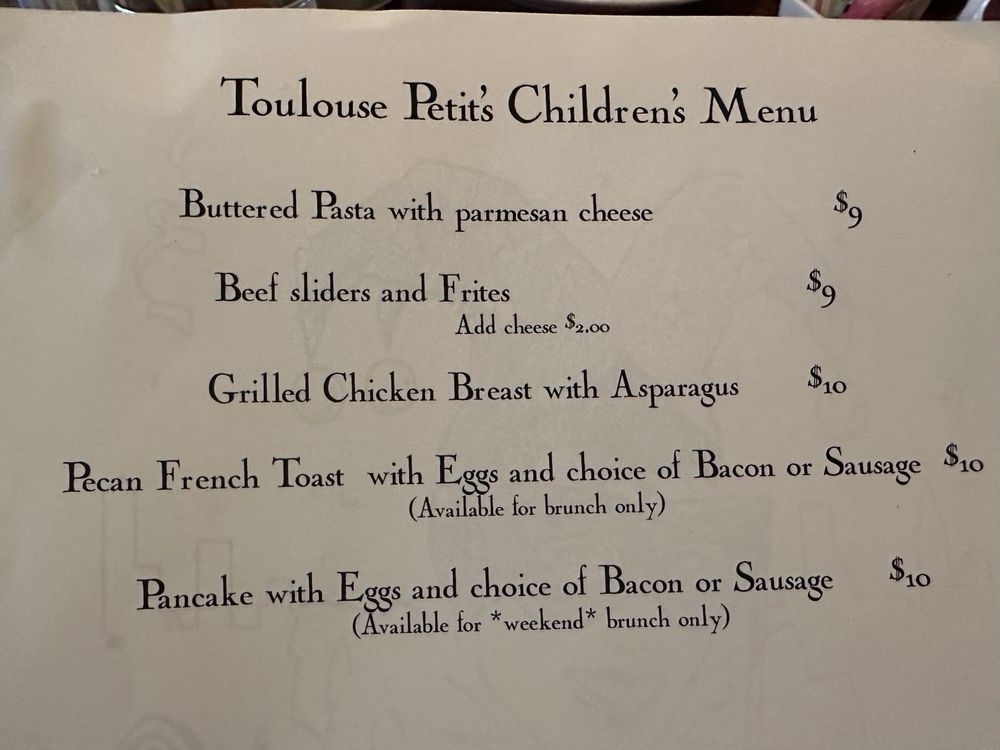 Toulouse Petit's Children's Menu
Buttered Pasta with parmesan cheese $9
Beef sliders and Frites $9
Add cheese $2.00
Grilled Chicken Breast with Asparagus $10
Pecan French Toast with Eggs and choice of Bacon or Sausage $10
(Available for brunch only)
Pancake with Eggs and choice of Bacon or Sausage $10
(Available for *weekend* brunch only)